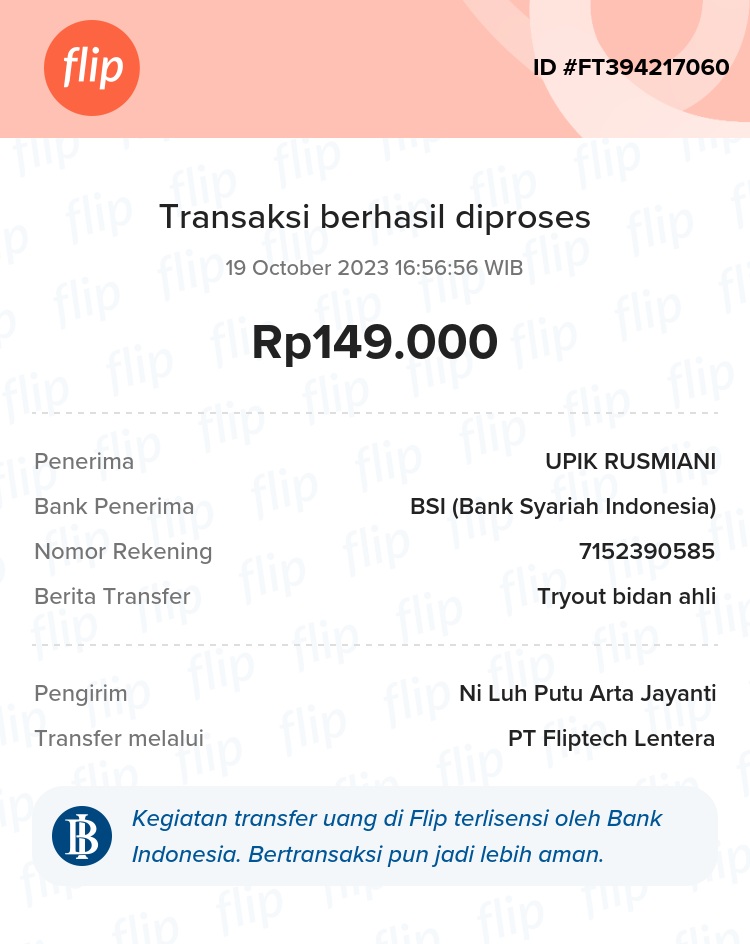 flip
ID #FT394217060
Transaksi berhasil diproses
19 October 2023 16:56:56 WIB
Rp149.000
Penerima UPIK RUSMIANI
Bank Penerima BSI (Bank Syariah Indonesia)
Nomor Rekening 7152390585
Berita Transfer Tryout bidan ahli
Pengirim Ni Luh Putu Arta Jayanti
Transfer melalui PT Fliptech Lentera
Kegiatan transfer uang di Flip terlisensi oleh Bank
Indonesia. Bertransaksi pun jadi lebih aman.